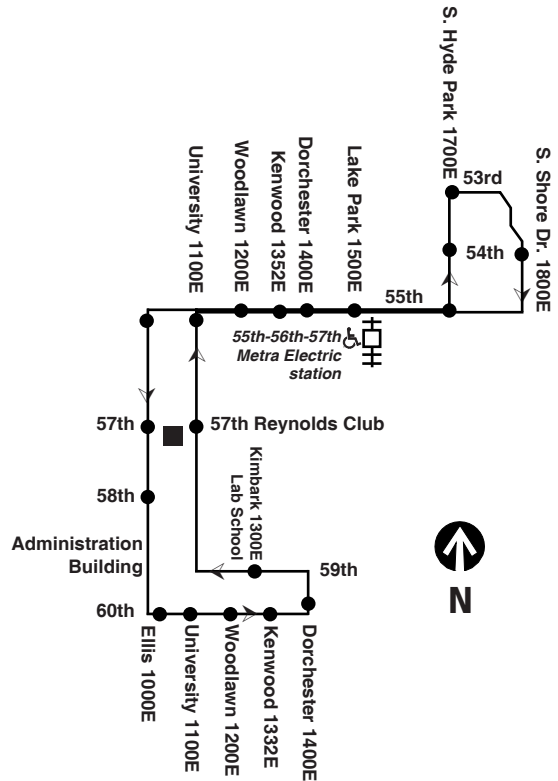 S. Hyde Park 1700E
S. Shore Dr. 1800E
University 1100E
Woodlawn 1200E
Kenwood 1352E
Dorchester 1400E
Lake Park 1500E
53rd
54th
55th
55th-56th-57th
Metra Electric
station
57th
57th Reynolds Club
Kimbark 1300E
Lab School
58th
Administration
Building
59th
60th
N
Ellis 1000E
University 1100E
Woodlawn 1200E
Kenwood 1332E
Dorchester 1400E